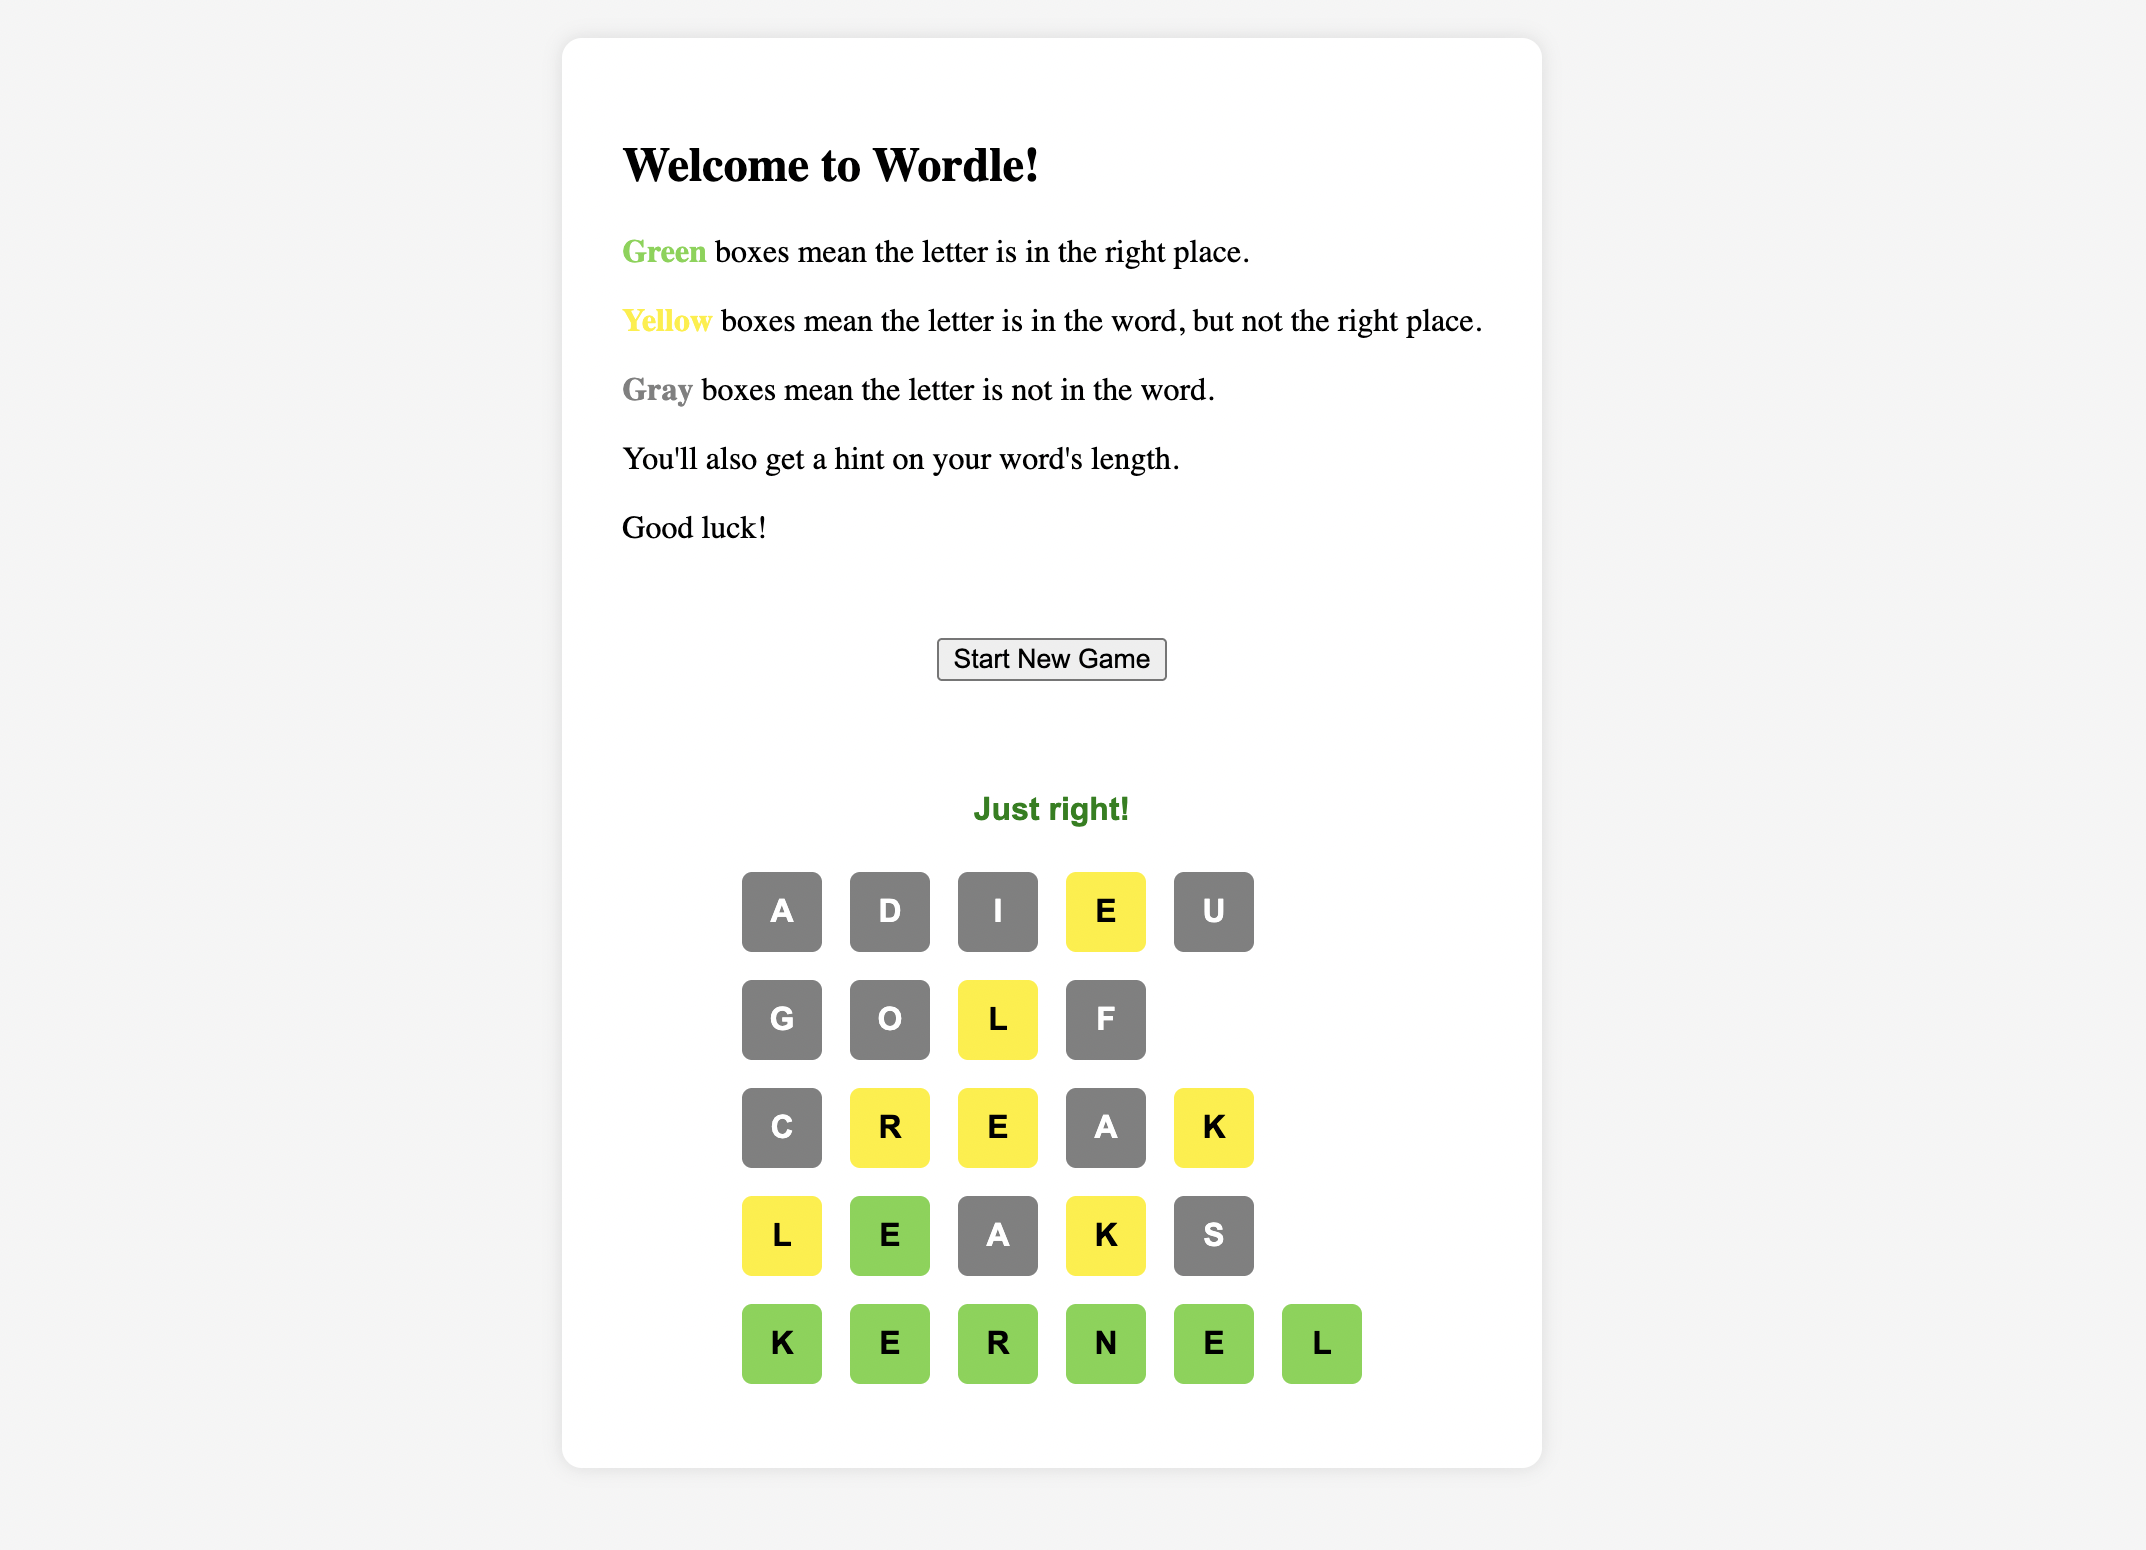 Welcome to Wordle!
Green boxes mean the letter is in the right place.
Yellow boxes mean the letter is in the word, but not the right place.
Gray boxes mean the letter is not in the word.
You'll also get a hint on your word's length.
Good luck!
Start New Game
Just right!
A D I E U
G O L F
C R E A K
L E A K S
K E R N E L